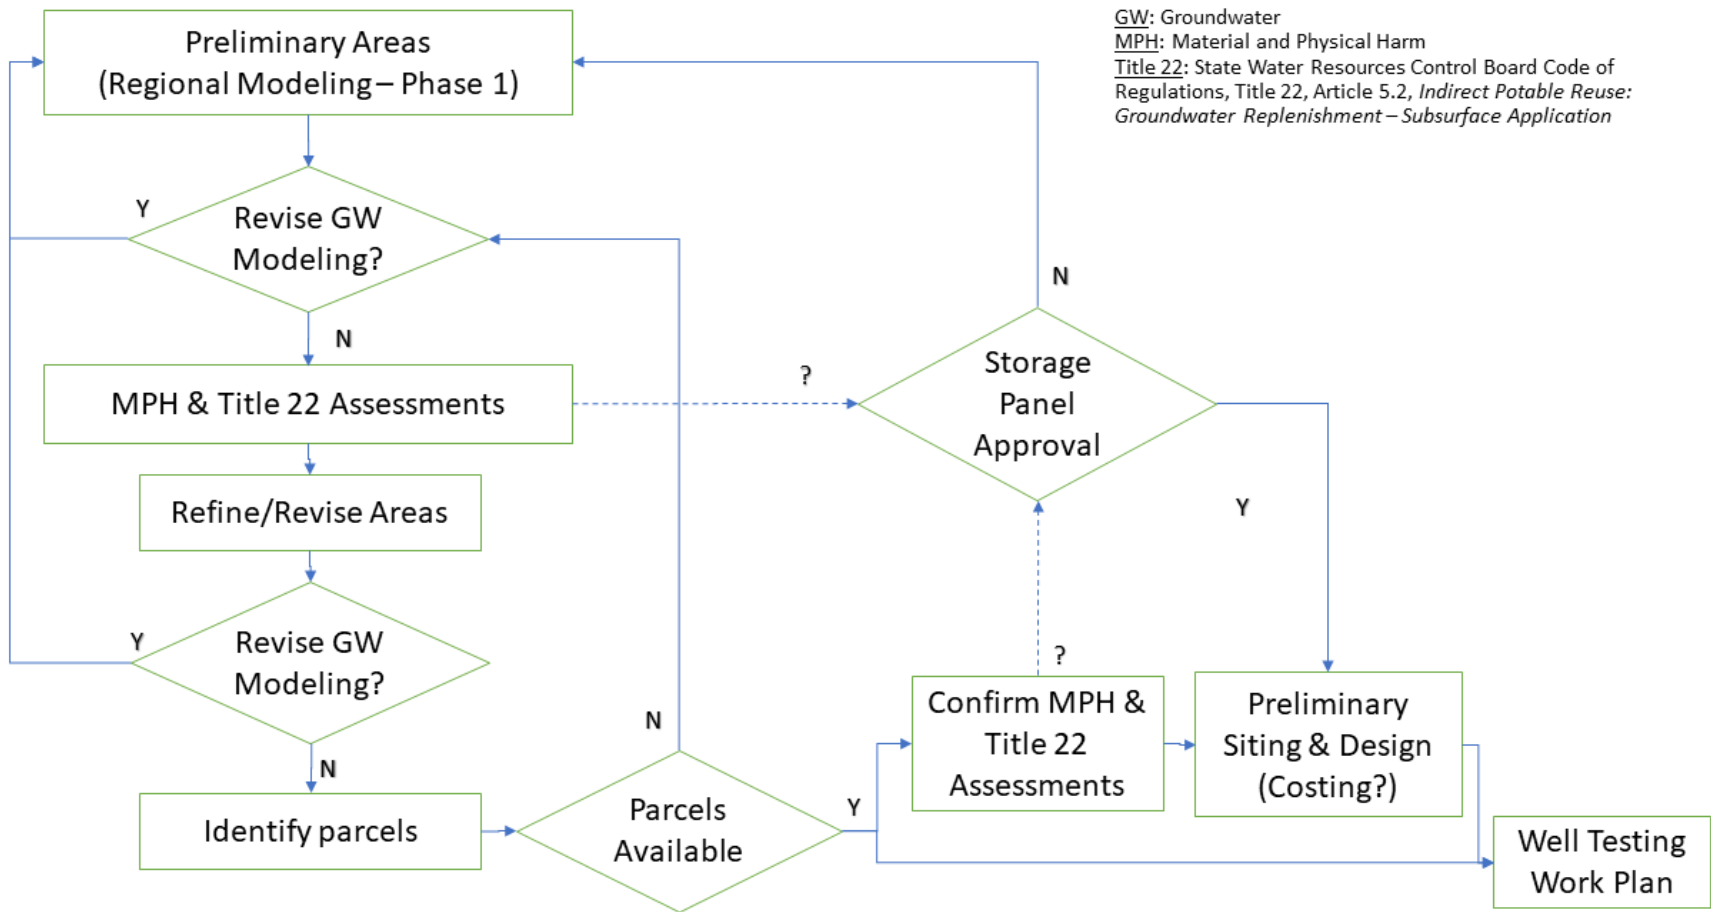 GW: Groundwater
MPH: Material and Physical Harm
Title 22: State Water Resources Control Board Code of
Regulations, Title 22, Article 5.2, Indirect Potable Reuse:
Groundwater Replenishment – Subsurface Application
Preliminary Areas
(Regional Modeling – Phase 1)
Y
Revise GW
Modeling?
N
N
MPH & Title 22 Assessments
?
Storage
Panel
Approval
Refine/Revise Areas
Y
Y
Revise GW
Modeling?
N
?
N
Confirm MPH &
Title 22
Assessments
Preliminary
Siting & Design
(Costing?)
Identify parcels
Parcels
Available
Y
Well Testing
Work Plan